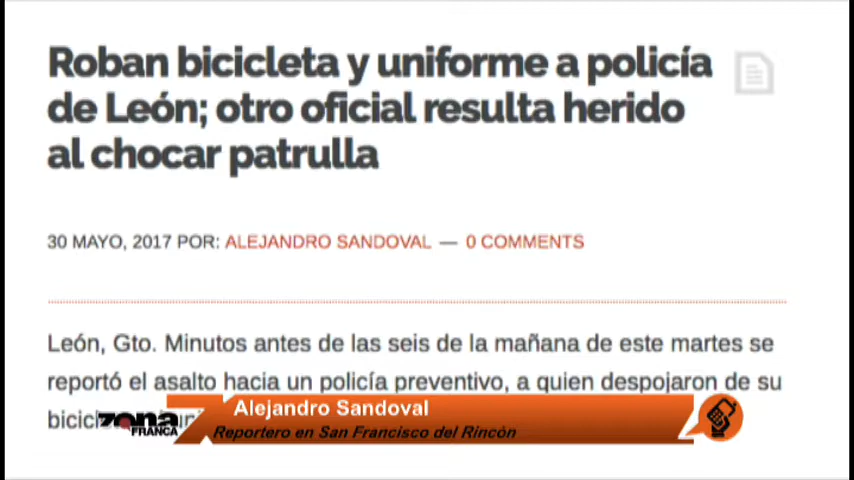 Roban bicicleta y uniforme a policía
de León; otro oficial resulta herido
al chocar patrulla
30 MAYO, 2017 POR: ALEJANDRO SANDOVAL — 0 COMMENTS
León, Gto. Minutos antes de las seis de la mañana de este martes se
reportó el asalto hacia un policía preventivo, a quien despojaron de su
Alejandro Sandoval
ZONA
FRANCA
Reportero en San Francisco del Rincón